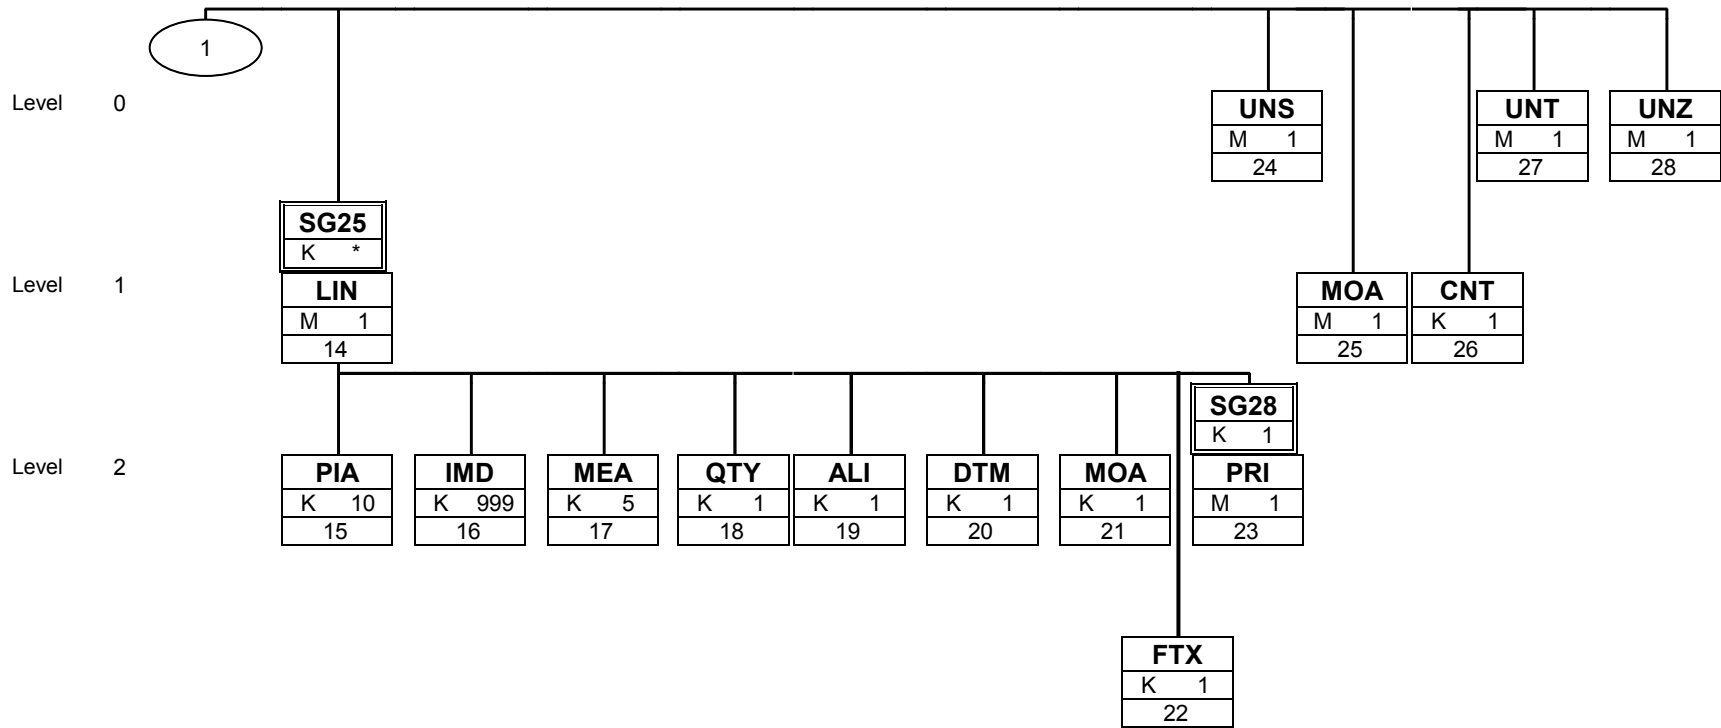 1
Level 0
UNS UNT UNZ
M 1 M 1 M 1
24 27 28
SG25
K *
Level 1
LIN MOA CNT
M 1 M 1 K 1
14 25 26
SG28
K 1
Level 2
PIA IMD MEA QTY ALI DTM MOA PRI
K 10 K 999 K 5 K 1 K 1 K 1 K 1 M 1
15 16 17 18 19 20 21 23
FTX
K 1
22